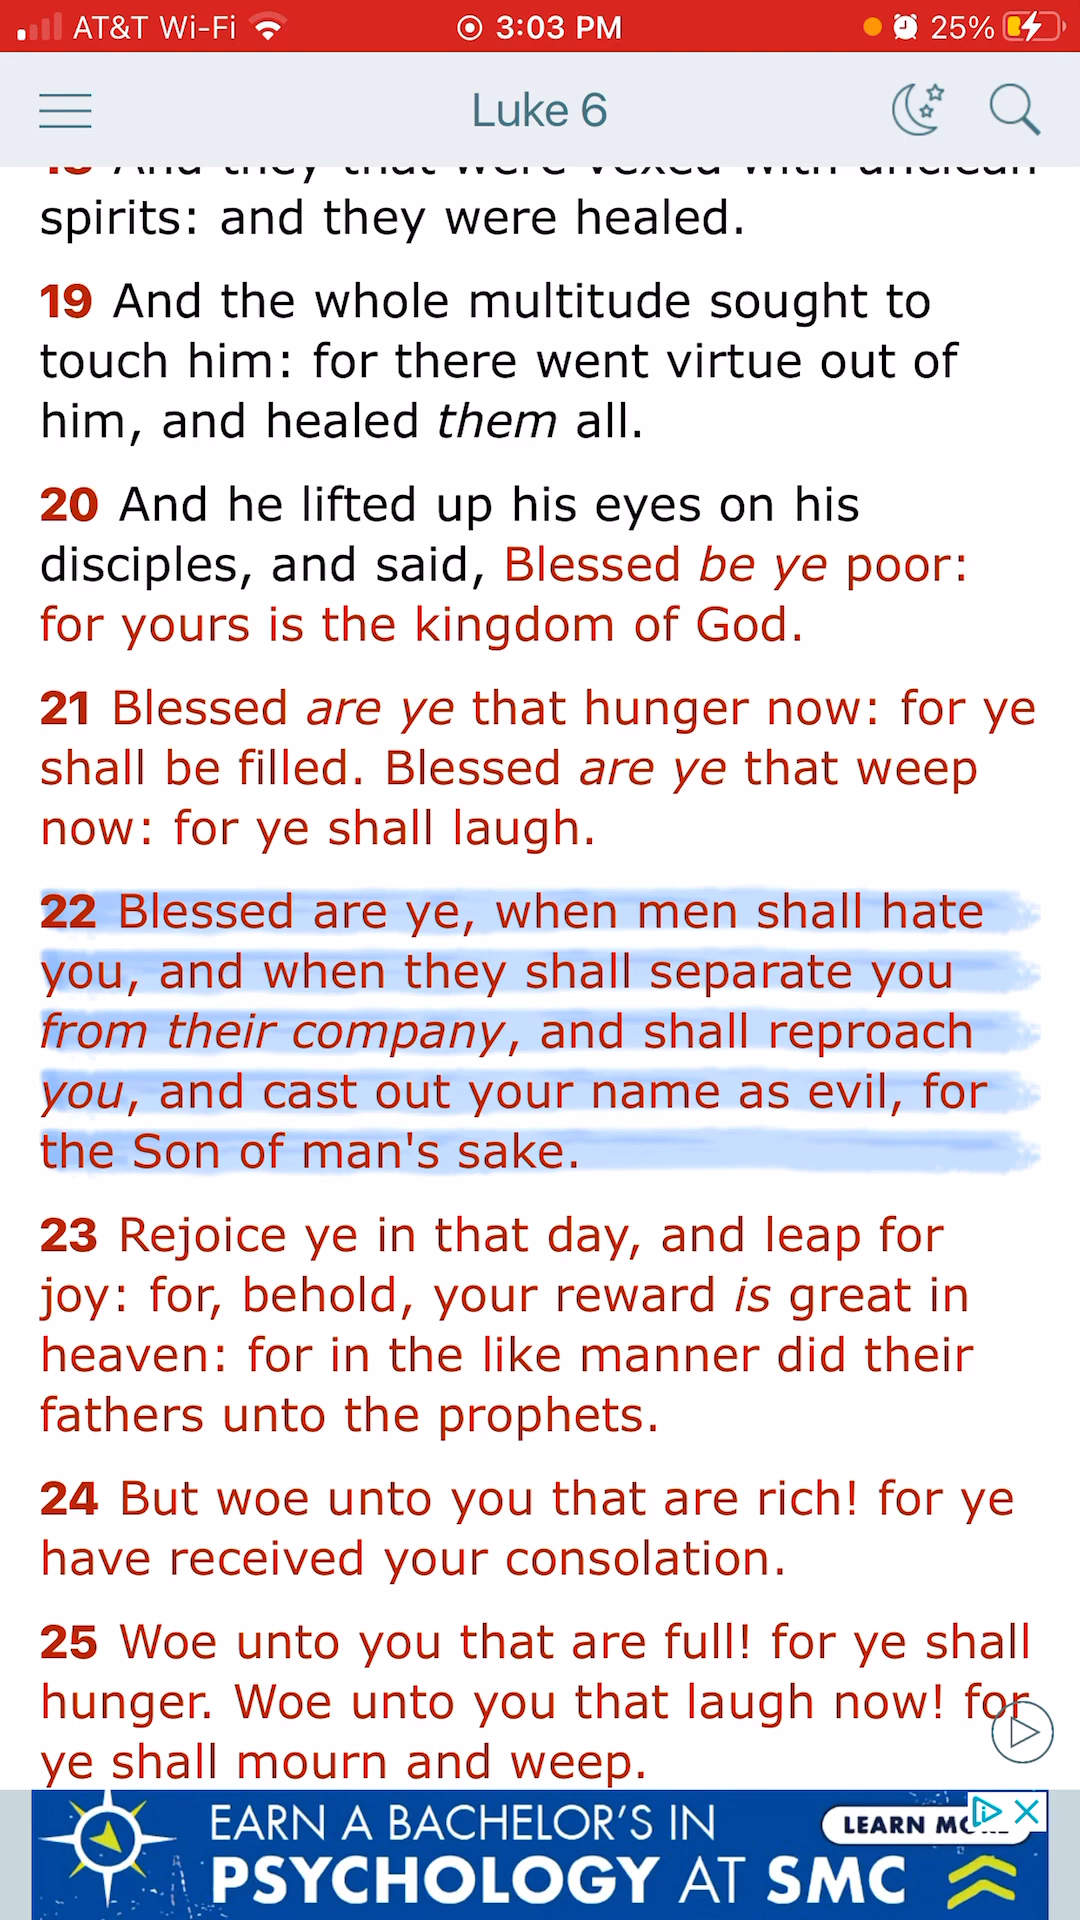 AT&T Wi-Fi 3:03 PM 25%
Luke 6
18 And they that were vexed with unclean
spirits: and they were healed.
19 And the whole multitude sought to
touch him: for there went virtue out of
him, and healed them all.
20 And he lifted up his eyes on his
disciples, and said, Blessed be ye poor:
for yours is the kingdom of God.
21 Blessed are ye that hunger now: for ye
shall be filled. Blessed are ye that weep
now: for ye shall laugh.
22 Blessed are ye, when men shall hate
you, and when they shall separate you
from their company, and shall reproach
you, and cast out your name as evil, for
the Son of man's sake.
23 Rejoice ye in that day, and leap for
joy: for, behold, your reward is great in
heaven: for in the like manner did their
fathers unto the prophets.
24 But woe unto you that are rich! for ye
have received your consolation.
25 Woe unto you that are full! for ye shall
hunger. Woe unto you that laugh now! for
ye shall mourn and weep.
EARN A BACHELOR'S IN
PSYCHOLOGY AT SMC
LEARN